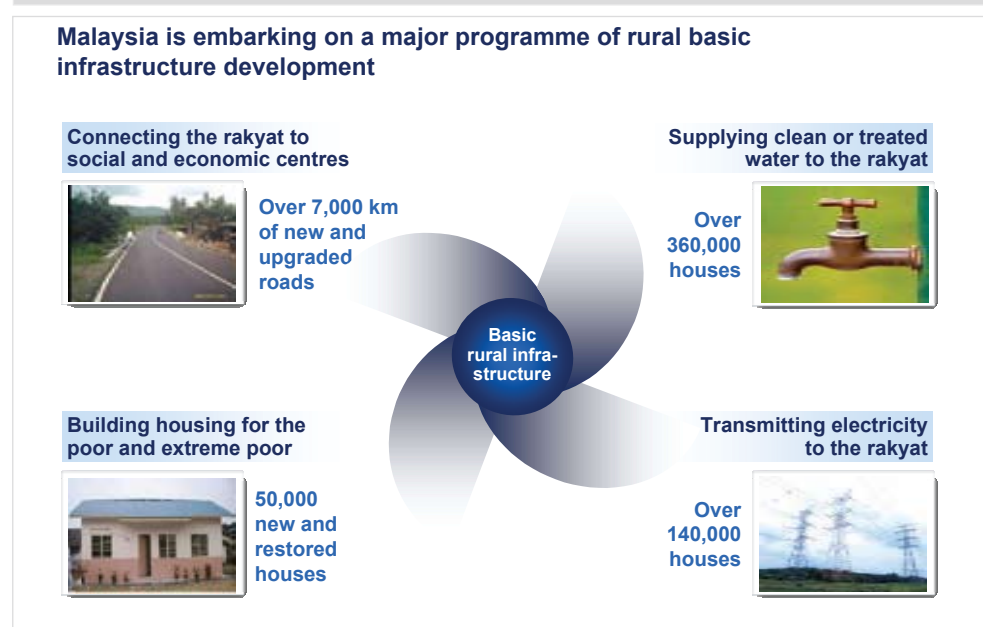 Malaysia is embarking on a major programme of rural basic
infrastructure development
Connecting the rakyat to
social and economic centres
Over 7,000 km
of new and
upgraded
roads
Supplying clean or treated
water to the rakyat
Over
360,000
houses
Basic
rural infra-
structure
Building housing for the
poor and extreme poor
50,000
new and
restored
houses
Transmitting electricity
to the rakyat
Over
140,000
houses